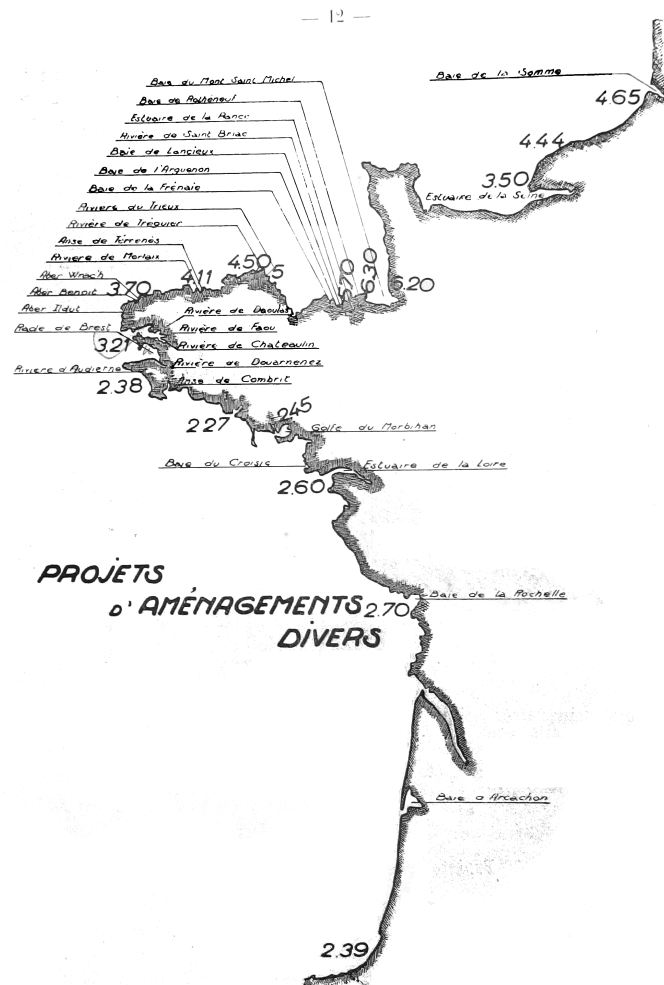 — 12 —
Baie du Mont Saint Michel
Baie de la Somme
4.65
Baie de Rotheneuf
Estuaire de la Rance
Rivière de Saint Briac
4.44
Baie de Lancieux
Baie de l'Arguenon
3.50
Baie de la Frénaie
Estuaire de la Seine
Rivière du Trieux
Rivière de Tréguier
Anse de Terrenès
Rivière de Morlaix
4.50
5
5.70
6.30
6.20
Aber Wrac'h
3.70
4.11
Aber Benoit
Aber Ildut
Rivière de Daoulas
Rade de Brest
Rivière de Faou
3.21
Rivière de Chateaulin
Rivière d'Audierne
Rivière de Douarnenez
2.38
Anse de Combrit
2.27
2.45
Golfe du Morbihan
Baie du Croisic
Estuaire de la Loire
2.60
PROJETS
D'AMÉNAGEMENTS
DIVERS
2.70
Baie de la Rochelle
Baie d Arcachon
2.39